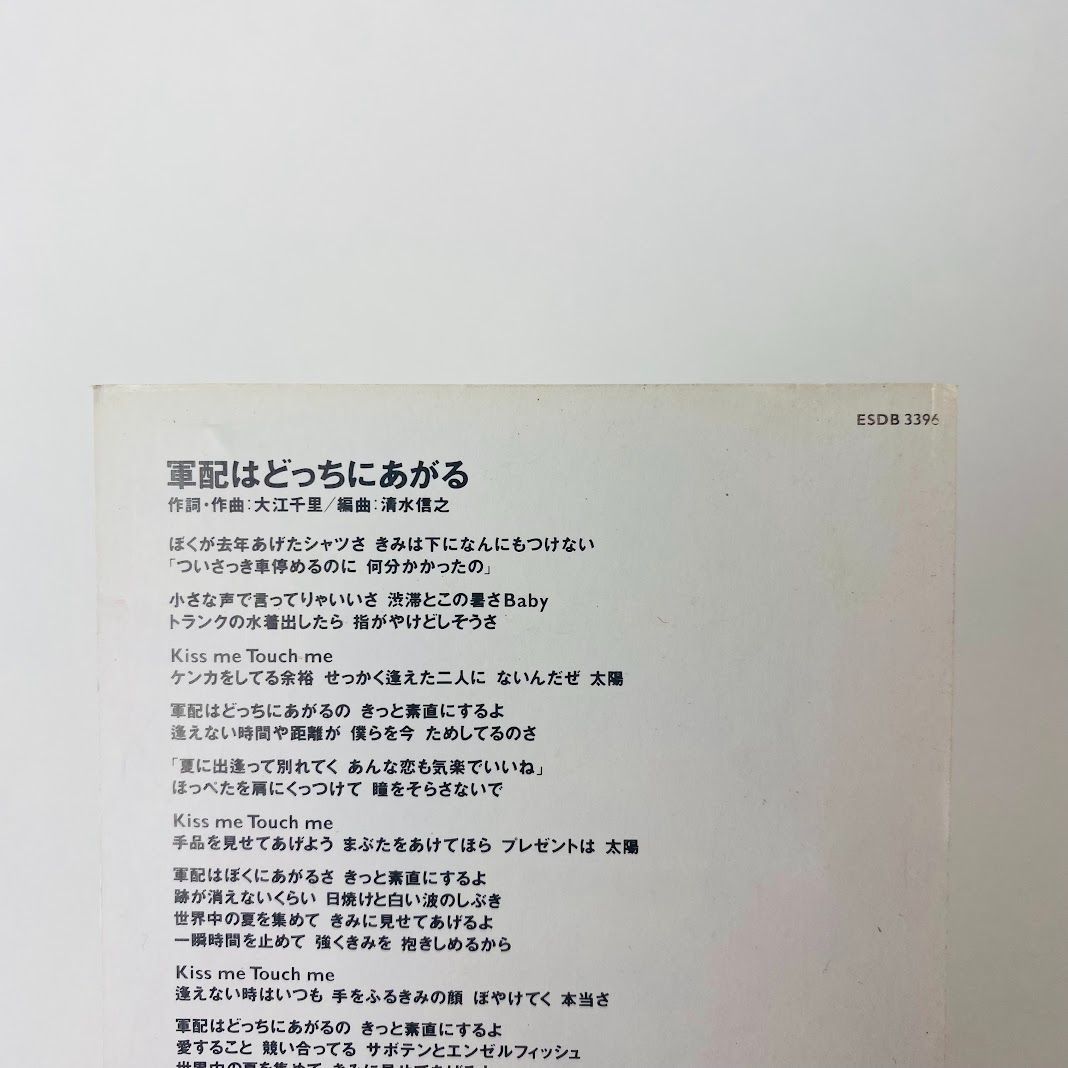 ESDB 3396
軍配はどっちにあがる
作詞・作曲:大江千里/編曲:清水信之
ぼくが去年あげたシャツさ きみは下になんにもつけない
「ついさっき車停めるのに 何分かかったの」
小さな声で言ってりゃいいさ 渋滞とこの暑さBaby
トランクの水着出したら 指がやけどしそうさ
Kiss me Touch me
ケンカをしてる余裕 せっかく逢えた二人に ないんだぜ 太陽
軍配はどっちにあがるの きっと素直にするよ
逢えない時間や距離が 僕らを今 ためしてるのさ
「夏に出逢って別れてく あんな恋も気楽でいいね」
ほっぺたを肩にくっつけて 瞳をそらさないで
Kiss me Touch me
手品を見せてあげよう まぶたをあけてほら プレゼントは 太陽
軍配はぼくにあがるさ きっと素直にするよ
跡が消えないくらい 日焼けと白い波のしぶき
世界中の夏を集めて きみに見せてあげるよ
一瞬時間を止めて 強くきみを 抱きしめるから
Kiss me Touch me
逢えない時はいつも 手をふるきみの顔 ぼやけてく 本当さ
軍配はどっちにあがるの きっと素直にするよ
愛すること 競い合ってる サボテンとエンゼルフィッシュ
世界中の夏を集めて きみに見せてあげるよ